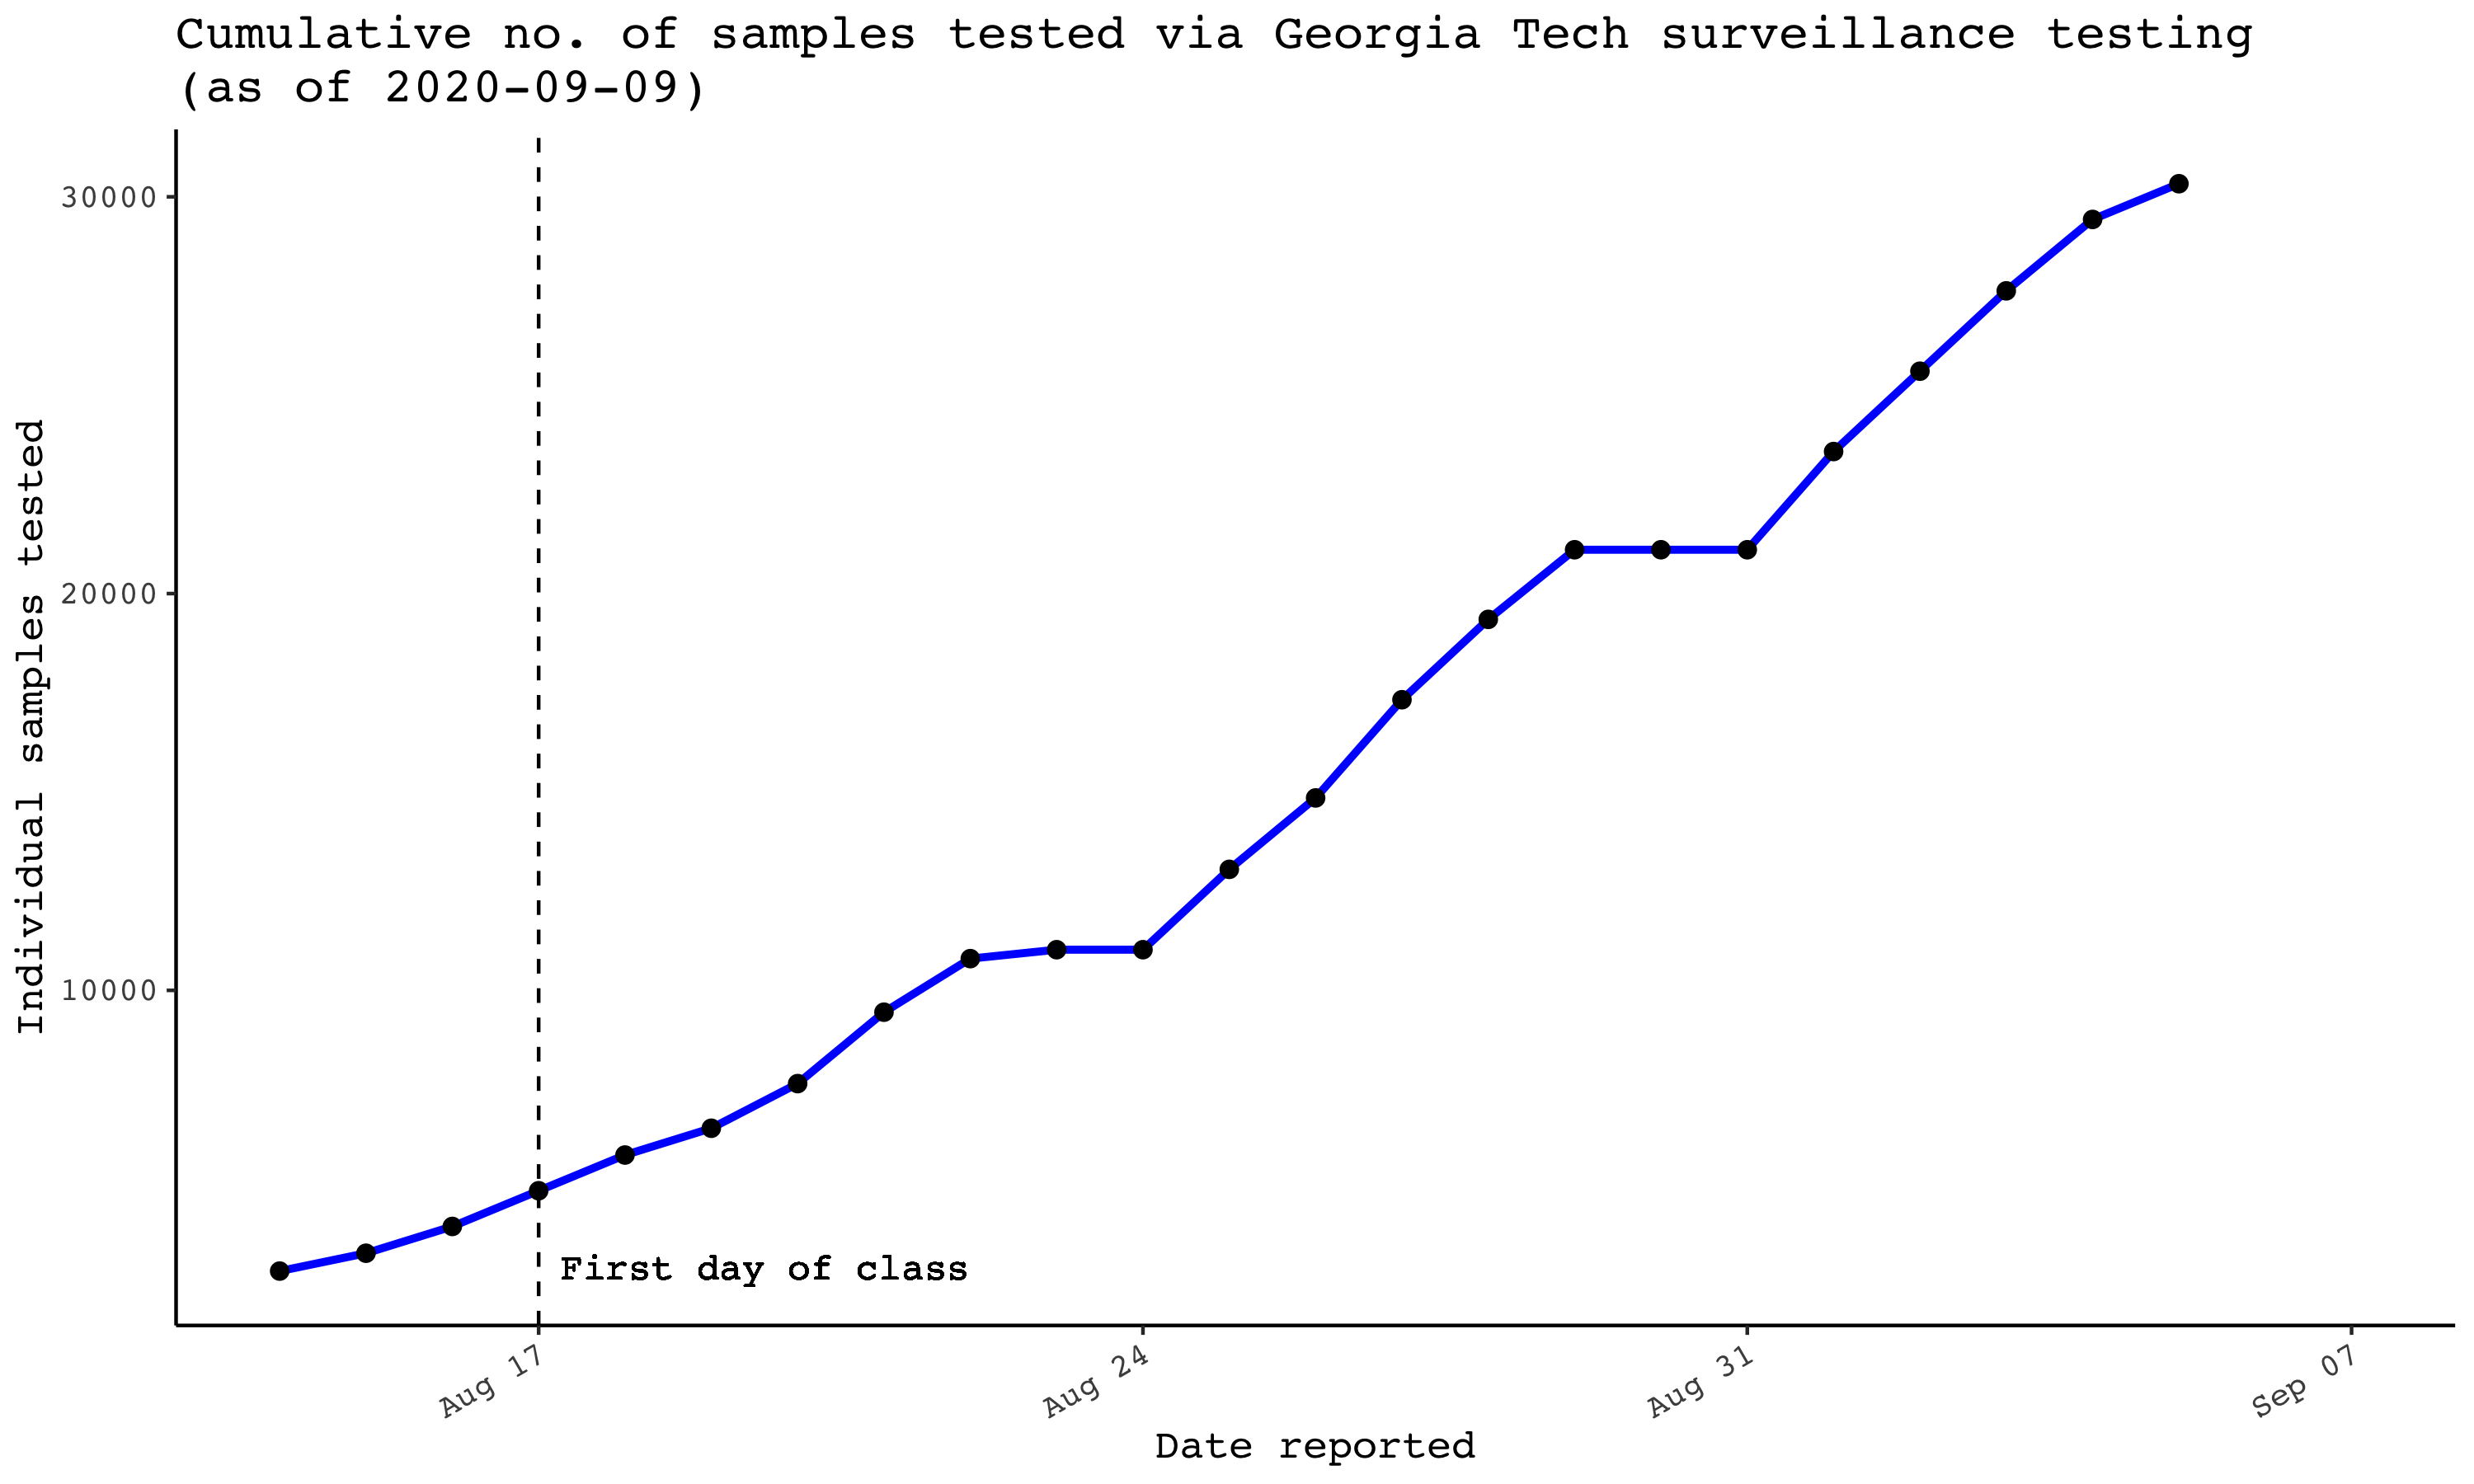 Cumulative no. of samples tested via Georgia Tech surveillance testing
(as of 2020-09-09)
30000
20000
10000
Individual samples tested
First day of class
Aug 17
Aug 24
Aug 31
Sep 07
Date reported